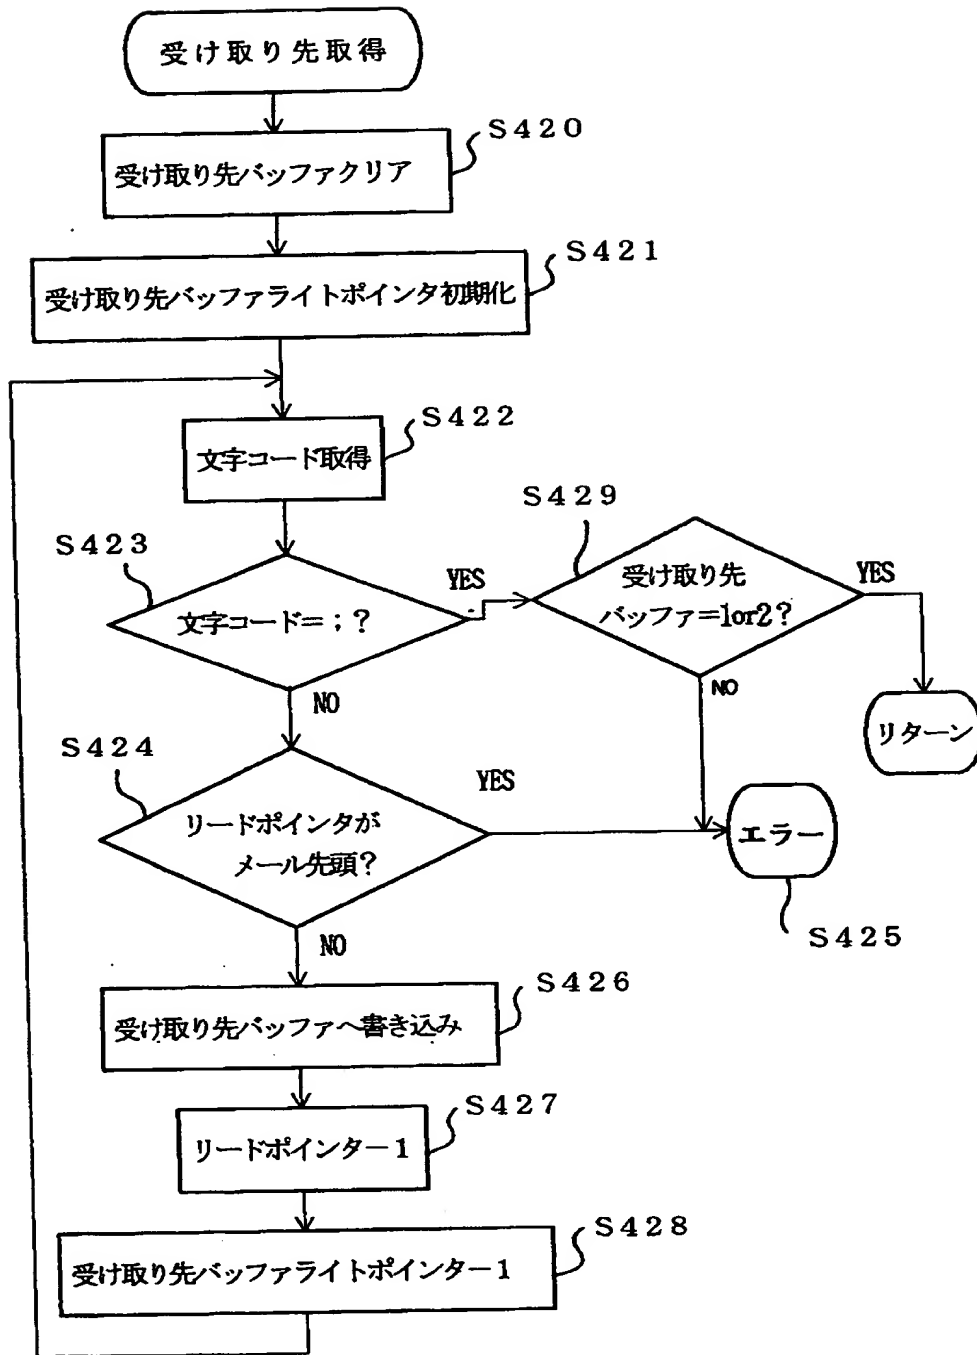 受け取り先取得
S420
受け取り先バッファクリア
S421
受け取り先バッファライトポインタ初期化
S422
文字コード取得
S423
文字コード=；？
YES
S429
受け取り先
バッファ=1or2?
YES
NO
リターン
NO
S424
リードポインタが
メール先頭?
YES
エラー
S425
NO
S426
受け取り先バッファへ書き込み
S427
リードポインタ－1
S428
受け取り先バッファライトポインタ－1